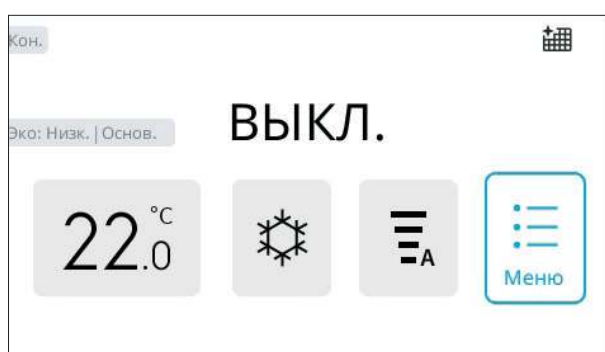 Кон.
ВЫКЛ.
Эко: Низк. | Основ.
22.0 °C
A
Меню